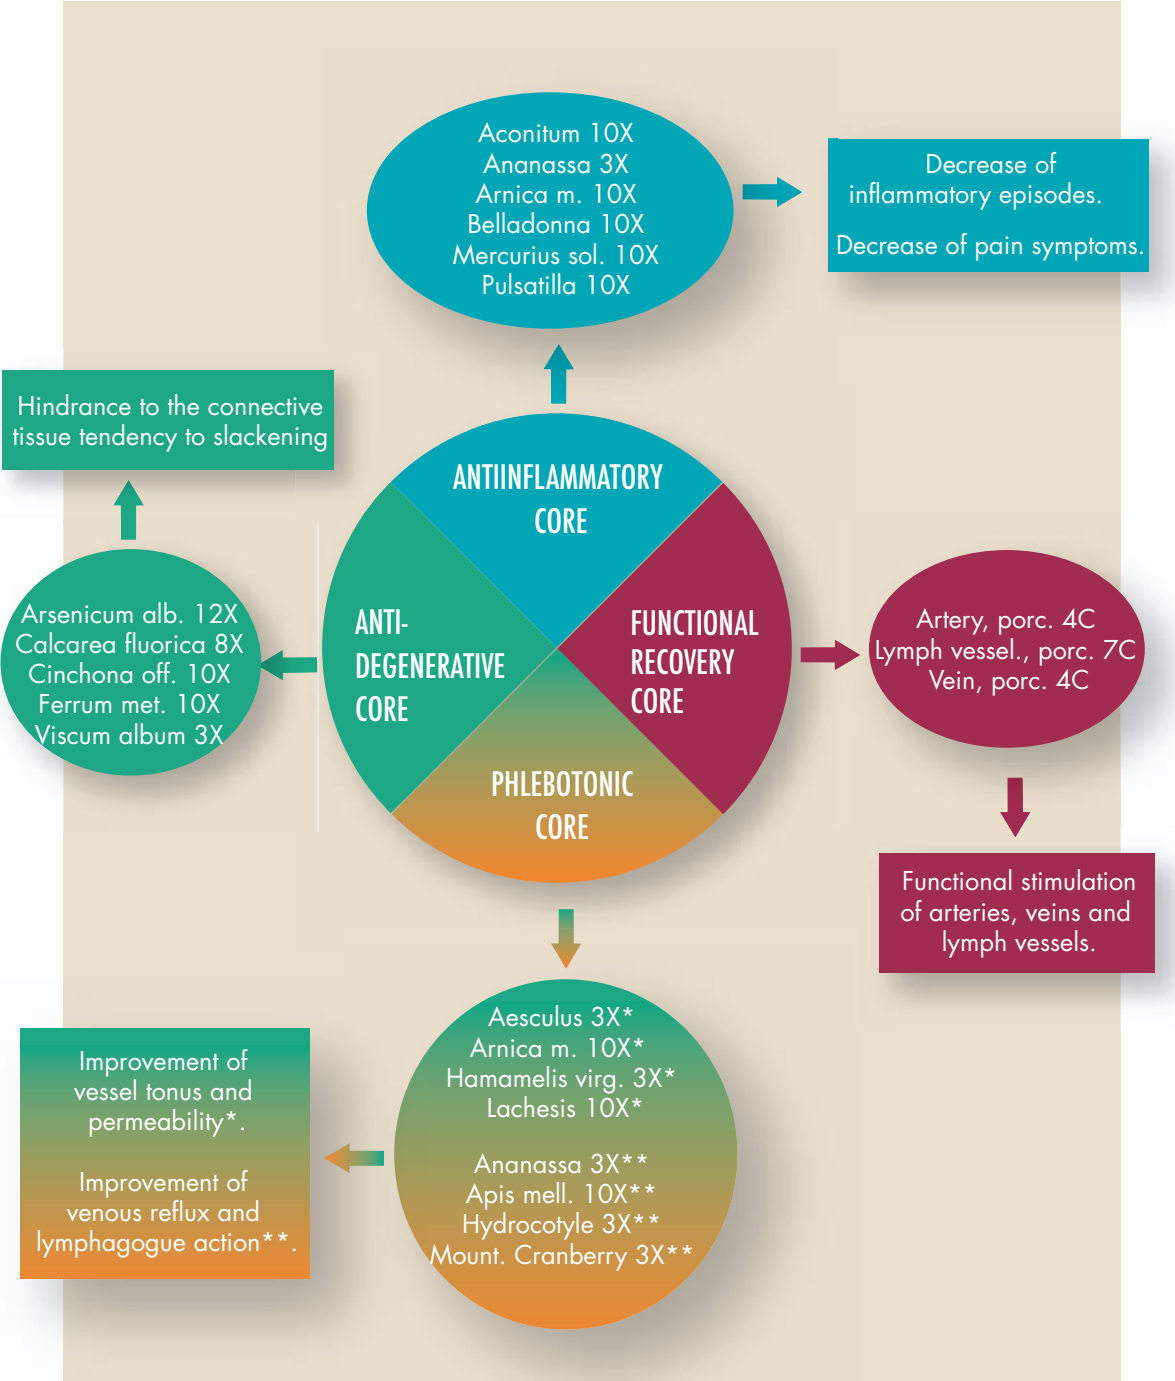 Aconitum 10X
Ananassa 3X
Arnica m. 10X
Belladonna 10X
Mercurius sol. 10X
Pulsatilla 10X
Decrease of
inflammatory episodes.
Decrease of pain symptoms.
Hindrance to the connective
tissue tendency to slackening
ANTIINFLAMMATORY
CORE
Arsenicum alb. 12X
Calcarea fluorica 8X
Cinchona off. 10X
Ferrum met. 10X
Viscum album 3X
ANTI-
DEGENERATIVE
CORE
FUNCTIONAL
RECOVERY
CORE
Artery, porc. 4C
Lymph vessel., porc. 7C
Vein, porc. 4C
PHLEBOTONIC
CORE
Functional stimulation
of arteries, veins and
lymph vessels.
Aesculus 3X*
Arnica m. 10X*
Hamamelis virg. 3X*
Lachesis 10X*
Ananassa 3X**
Apis mell. 10X**
Hydrocotyle 3X**
Mount. Cranberry 3X**
Improvement of
vessel tonus and
permeability*.
Improvement of
venous reflux and
lymphagogue action**.